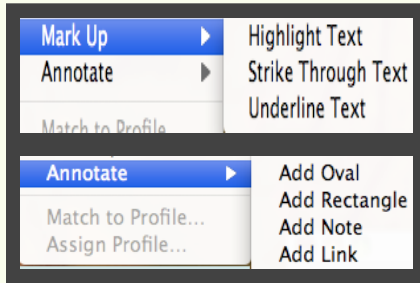 Mark Up
Highlight Text
Annotate
Strike Through Text
Underline Text
Match to Profile
Annotate
Add Oval
Add Rectangle
Match to Profile...
Add Note
Assign Profile...
Add Link